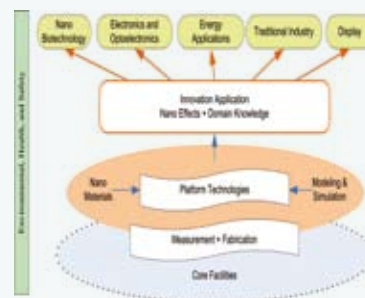 Nano
Biotechnology
Electronics and
Optoelectronics
Energy
Applications
Traditional Industry
Display
Environmental, Health, and Safety
Innovation Application
Nano Effects + Domain Knowledge
Nano
Materials
Platform Technologies
Modeling &
Simulation
Measurement + Fabrication
Core Facilities